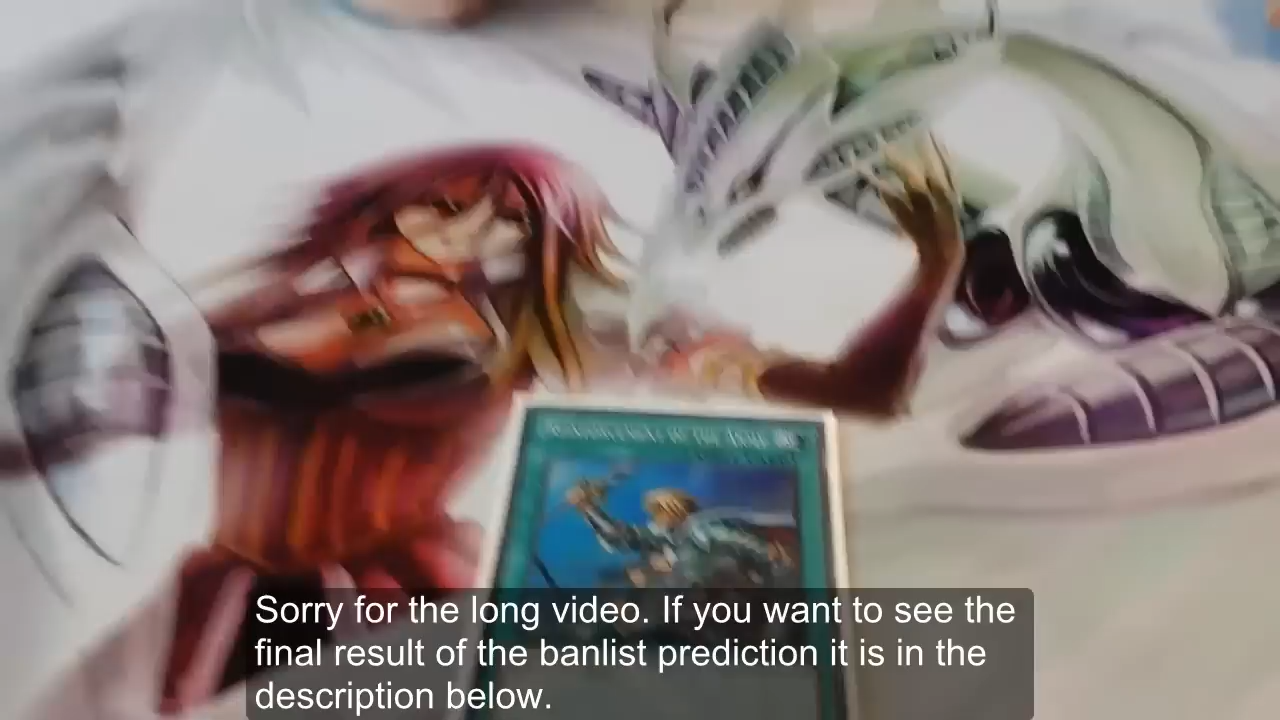 Sorry for the long video. If you want to see the
final result of the banlist prediction it is in the
description below.